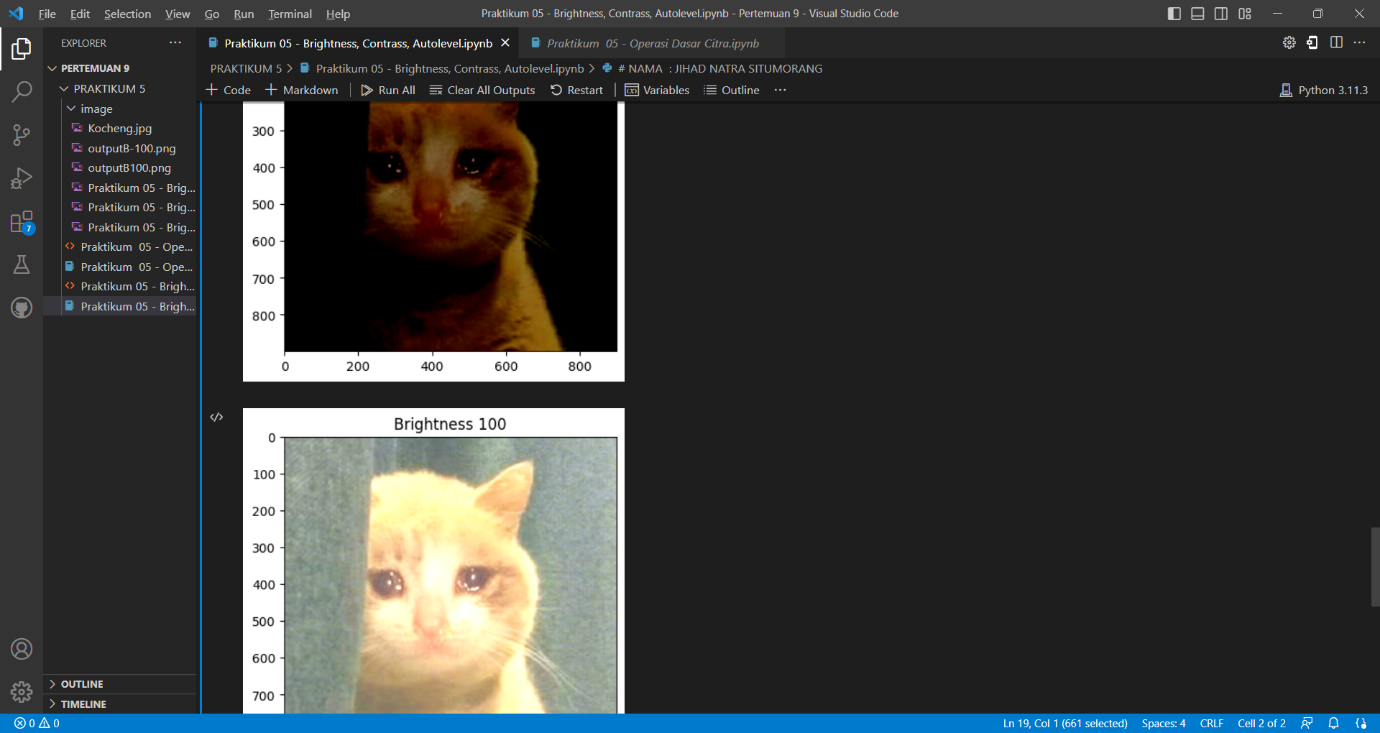 File Edit Selection View Go Run Terminal Help
Praktikum 05 - Brightness, Contrass, Autolevel.ipynb - Pertemuan 9 - Visual Studio Code
EXPLORER
PERTEMUAN 9
PRAKTIKUM 5
image
Kocheng.jpg
outputB-100.png
outputB100.png
Praktikum 05 - Brig...
Praktikum 05 - Brig...
Praktikum 05 - Brig...
Praktikum 05 - Ope...
Praktikum 05 - Ope...
Praktikum 05 - Brigh...
Praktikum 05 - Brigh...
OUTLINE
TIMELINE
7
Praktikum 05 - Brightness, Contrass, Autolevel.ipynb
Praktikum 05 - Operasi Dasar Citra.ipynb
PRAKTIKUM 5 > Praktikum 05 - Brightness, Contrass, Autolevel.ipynb > # NAMA : JIHAD NATRA SITUMORANG
+ Code + Markdown Run All Clear All Outputs Restart Variables Outline ...
Python 3.11.3
300
400
500
600
700
800
0 200 400 600 800
Brightness 100
0
100
200
300
400
500
600
700
0 0
Ln 19, Col 1 (661 selected) Spaces: 4 CRLF Cell 2 of 2